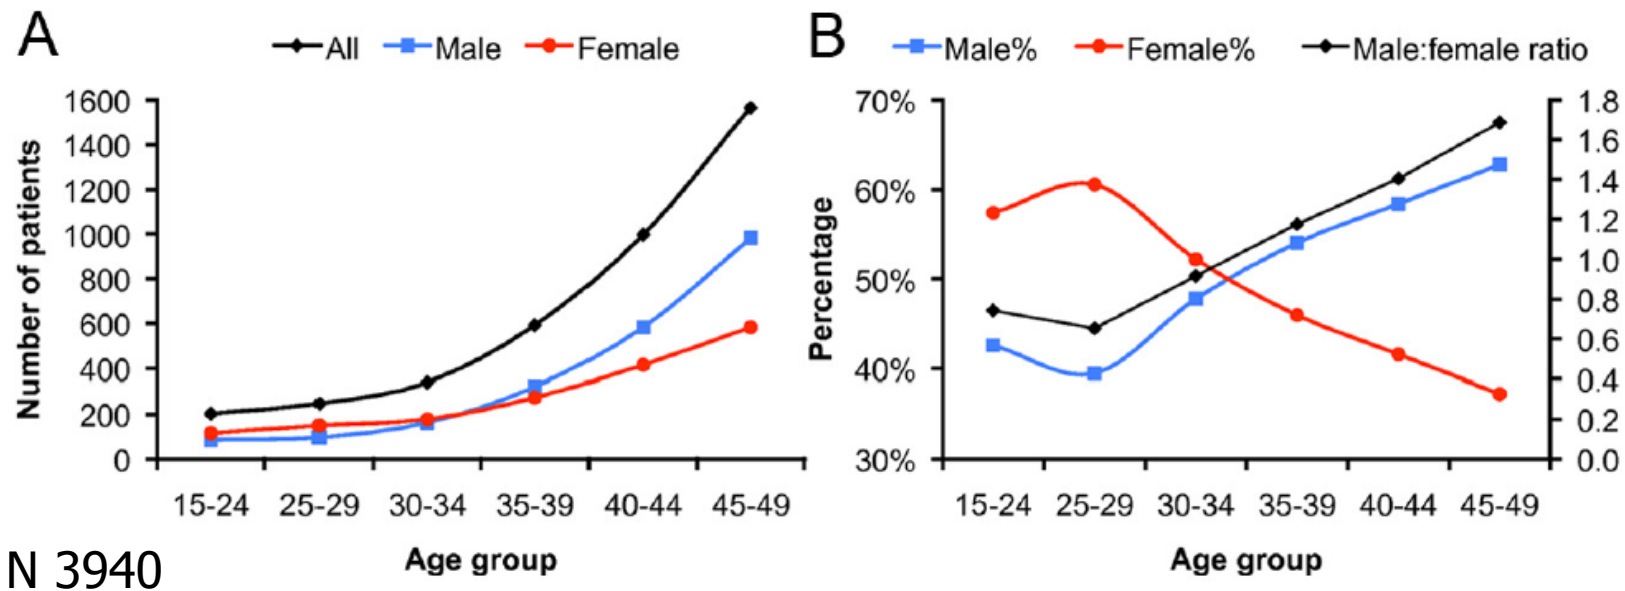 A
All Male Female
1600
1400
1200
1000
800
600
400
200
0
Number of patients
15-24 25-29 30-34 35-39 40-44 45-49
Age group
N 3940
B
Male% Female% Male:female ratio
70%
60%
50%
40%
30%
Percentage
1.8
1.6
1.4
1.2
1.0
0.8
0.6
0.4
0.2
0.0
15-24 25-29 30-34 35-39 40-44 45-49
Age group